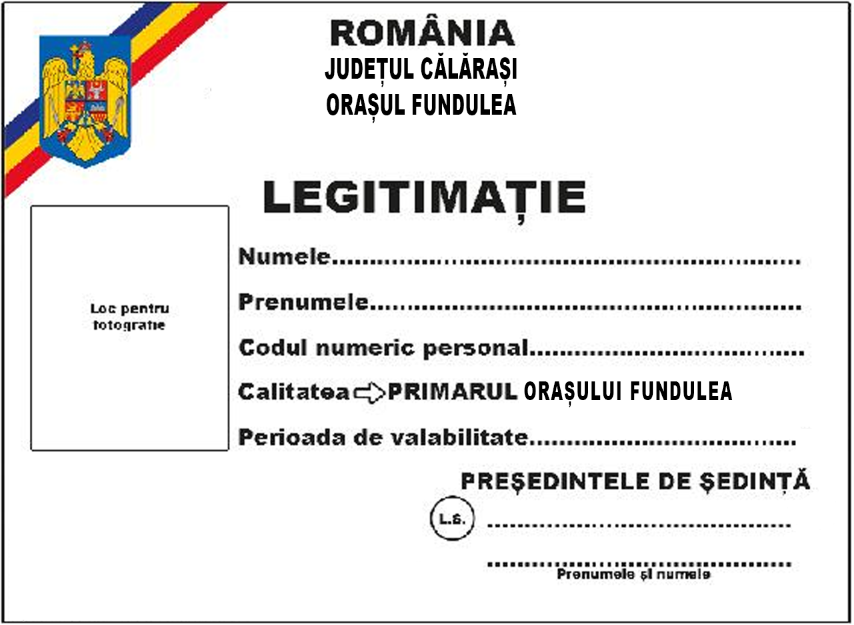 ROMÂNIA
JUDEȚUL CĂLĂRAȘI
ORAȘUL FUNDULEA
LEGITIMAȚIE
Loc pentru
fotografie
Numele..............................................................
Prenumele.........................................................
Codul numeric personal....................................
Calitatea ⇨ PRIMARUL ORAȘULUI FUNDULEA
Perioada de valabilitate...................................
PREȘEDINTELE DE ȘEDINȚĂ
L.S. ........................................
........................................
Prenumele și numele